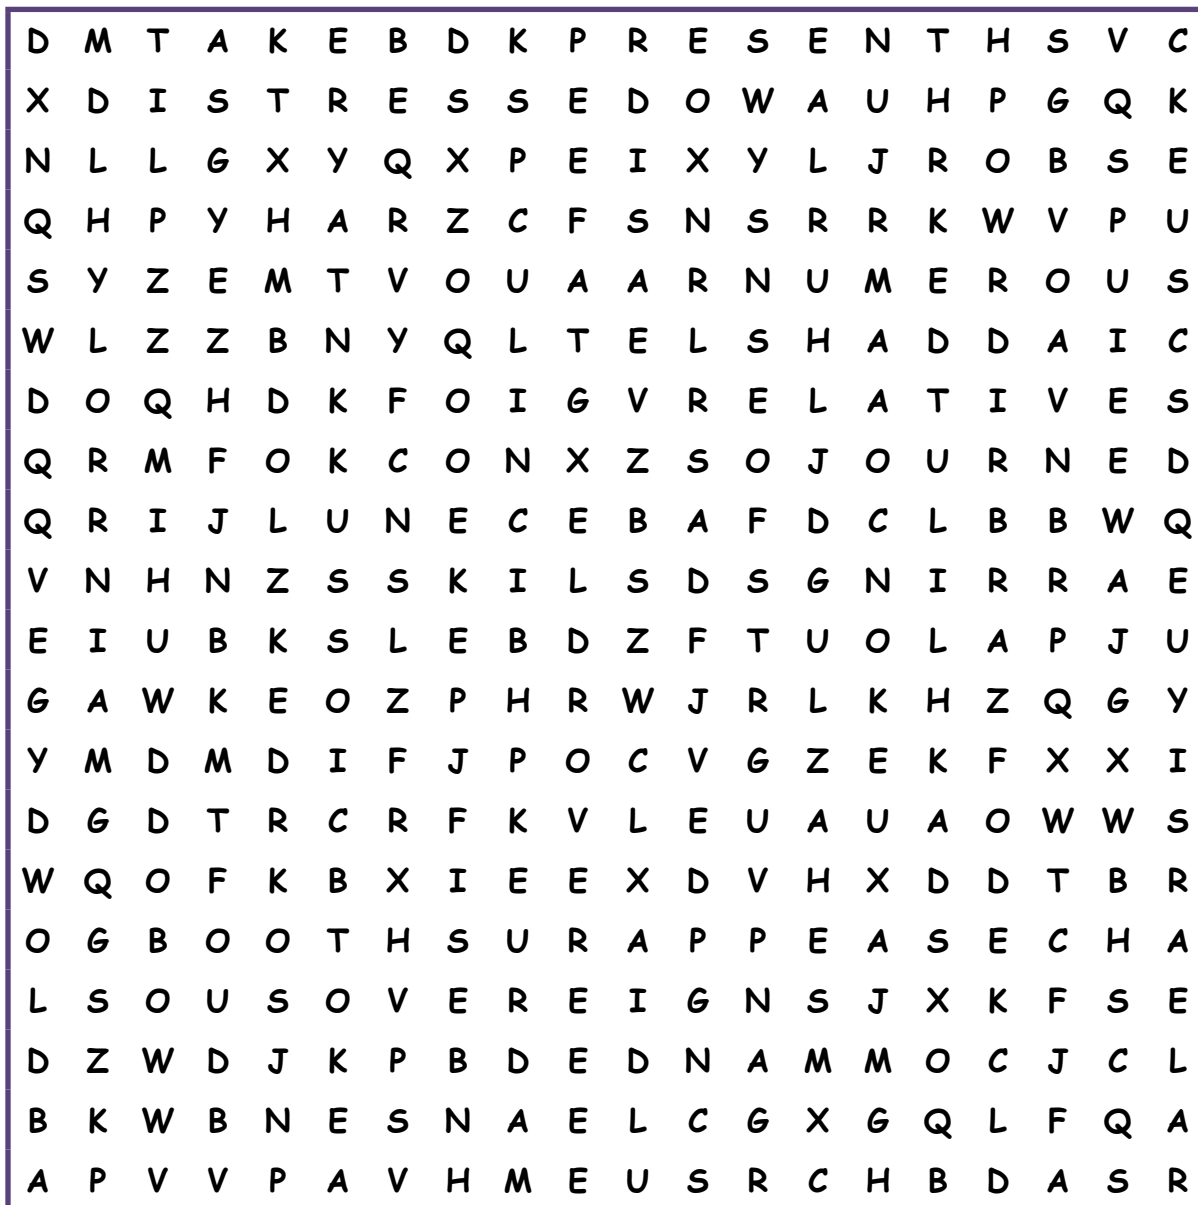 D M T A K E B D K P R E S E N T H S V C
X D I S T R E S S E D O W A U H P G Q K
N L L G X Y Q X P E I X Y L J R O B S E
Q H P Y H A R Z C F S N S R R K W V P U
S Y Z E M T V O U A A R N U M E R O U S
W L Z Z B N Y Q L T E L S H A D D A I C
D O Q H D K F O I G V R E L A T I V E S
Q R M F O K C O N X Z S O J O U R N E D
Q R I J L U N E C E B A F D C L B B W Q
V N H N Z S S K I L S D S G N I R R A E
E I U B K S L E B D Z F T U O L A P J U
G A W K E O Z P H R W J R L K H Z Q G Y
Y M D M D I F J P O C V G Z E K F X X I
D G D T R C R F K V L E U A U A O W W S
W Q O F K B X I E E X D V H X D D T B R
O G B O O T H S U R A P P E A S E C H A
L S O U S O V E R E I G N S J X K F S E
D Z W D J K P B D E D N A M M O C J C L
B K W B N E S N A E L C G X G Q L F Q A
A P V V P A V H M E U S R C H B D A S R